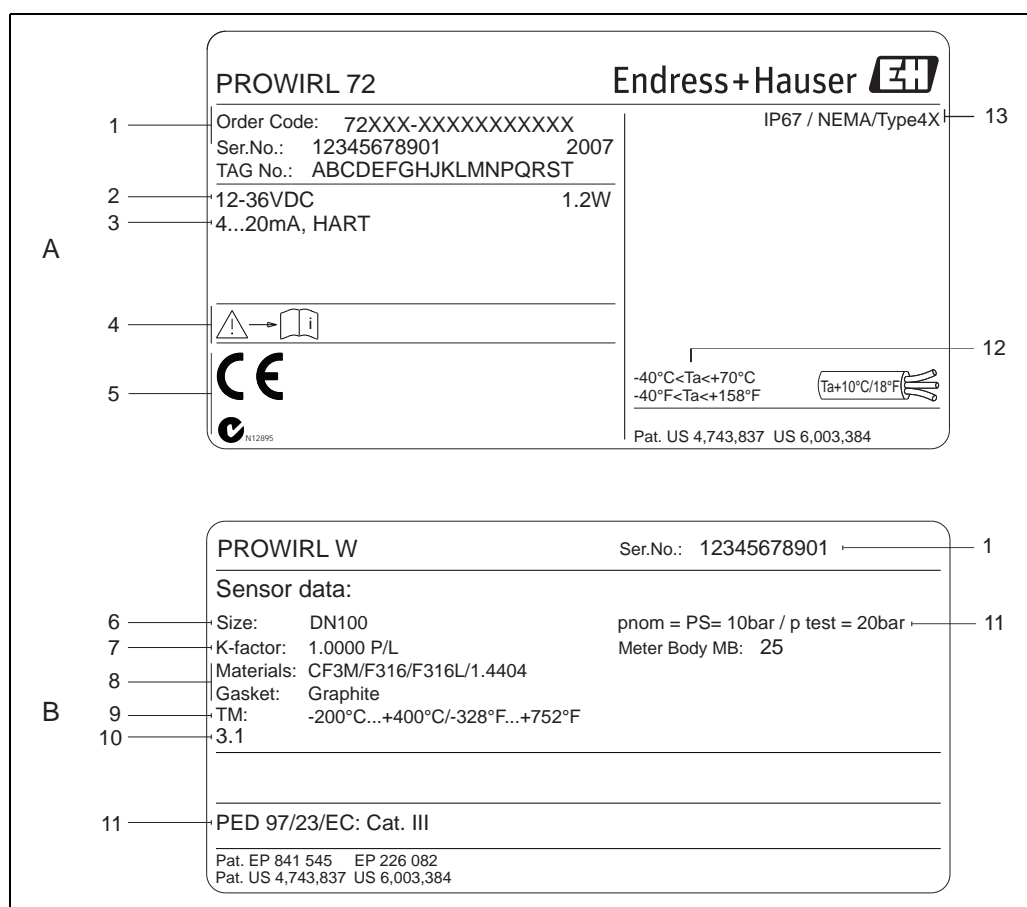 A
PROWIRL 72
Endress+Hauser EH
1 Order Code: 72XXX-XXXXXXXXXXX
Ser.No.: 12345678901 2007
TAG No.: ABCDEFGHJKLMNPQRST
2 12-36VDC 1.2W
3 4...20mA, HART
4 i
5 CE
N12895
IP67 / NEMA/Type4X 13
12
-40°C<Ta<+70°C
-40°F<Ta<+158°F
Ta+10°C/18°F
Pat. US 4,743,837 US 6,003,384
B
PROWIRL W Ser.No.: 12345678901 1
Sensor data:
6 Size: DN100 pnom = PS= 10bar / p test = 20bar 11
7 K-factor: 1.0000 P/L Meter Body MB: 25
8 Materials: CF3M/F316/F316L/1.4404
Gasket: Graphite
9 TM: -200°C...+400°C/-328°F...+752°F
10 3.1
11 PED 97/23/EC: Cat. III
Pat. EP 841 545 EP 226 082
Pat. US 4,743,837 US 6,003,384